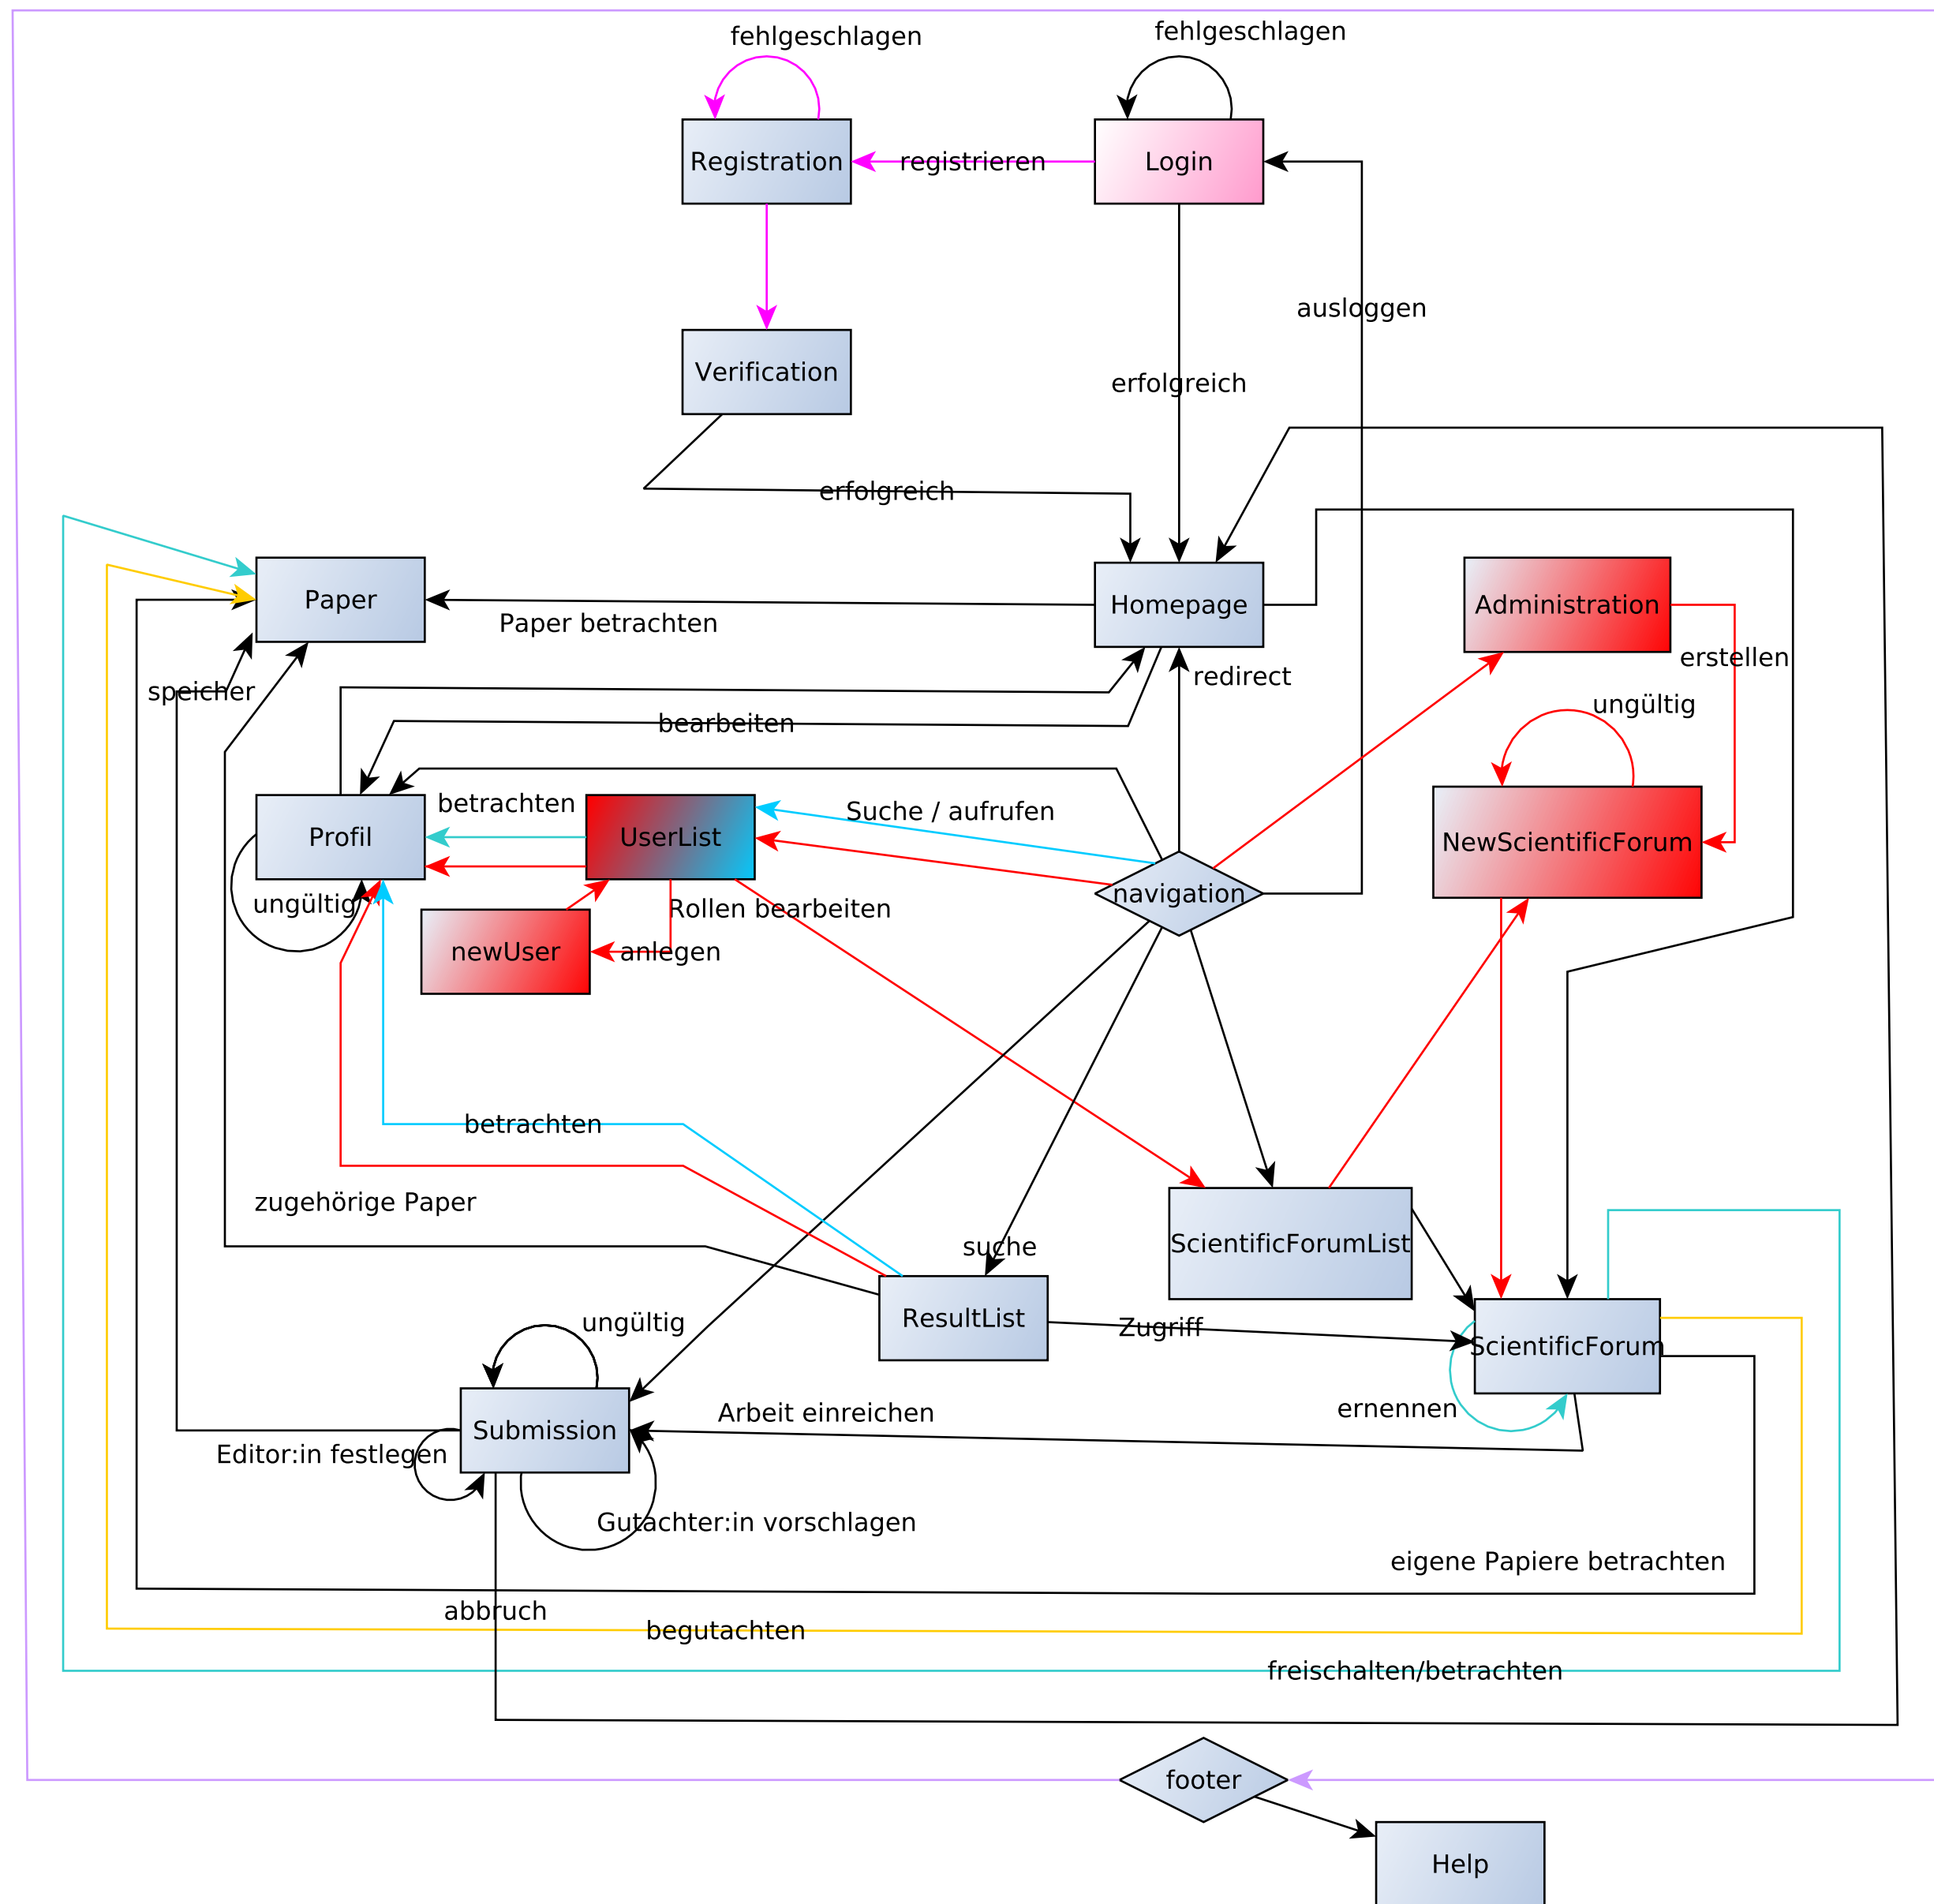 fehlgeschlagen
fehlgeschlagen
Registration
registrieren
Login
ausloggen
Verification
erfolgreich
erfolgreich
Paper
Homepage
Administration
Paper betrachten
erstellen
redirect
speicher
ungültig
bearbeiten
betrachten
Suche / aufrufen
Profil
UserList
NewScientificForum
navigation
ungültig
Rollen bearbeiten
newUser
anlegen
betrachten
zugehörige Paper
suche
ScientificForumList
ResultList
ungültig
Zugriff
ScientificForum
Arbeit einreichen
ernennen
Submission
Editor:in festlegen
Gutachter:in vorschlagen
eigene Papiere betrachten
abbruch
begutachten
freischalten/betrachten
footer
Help